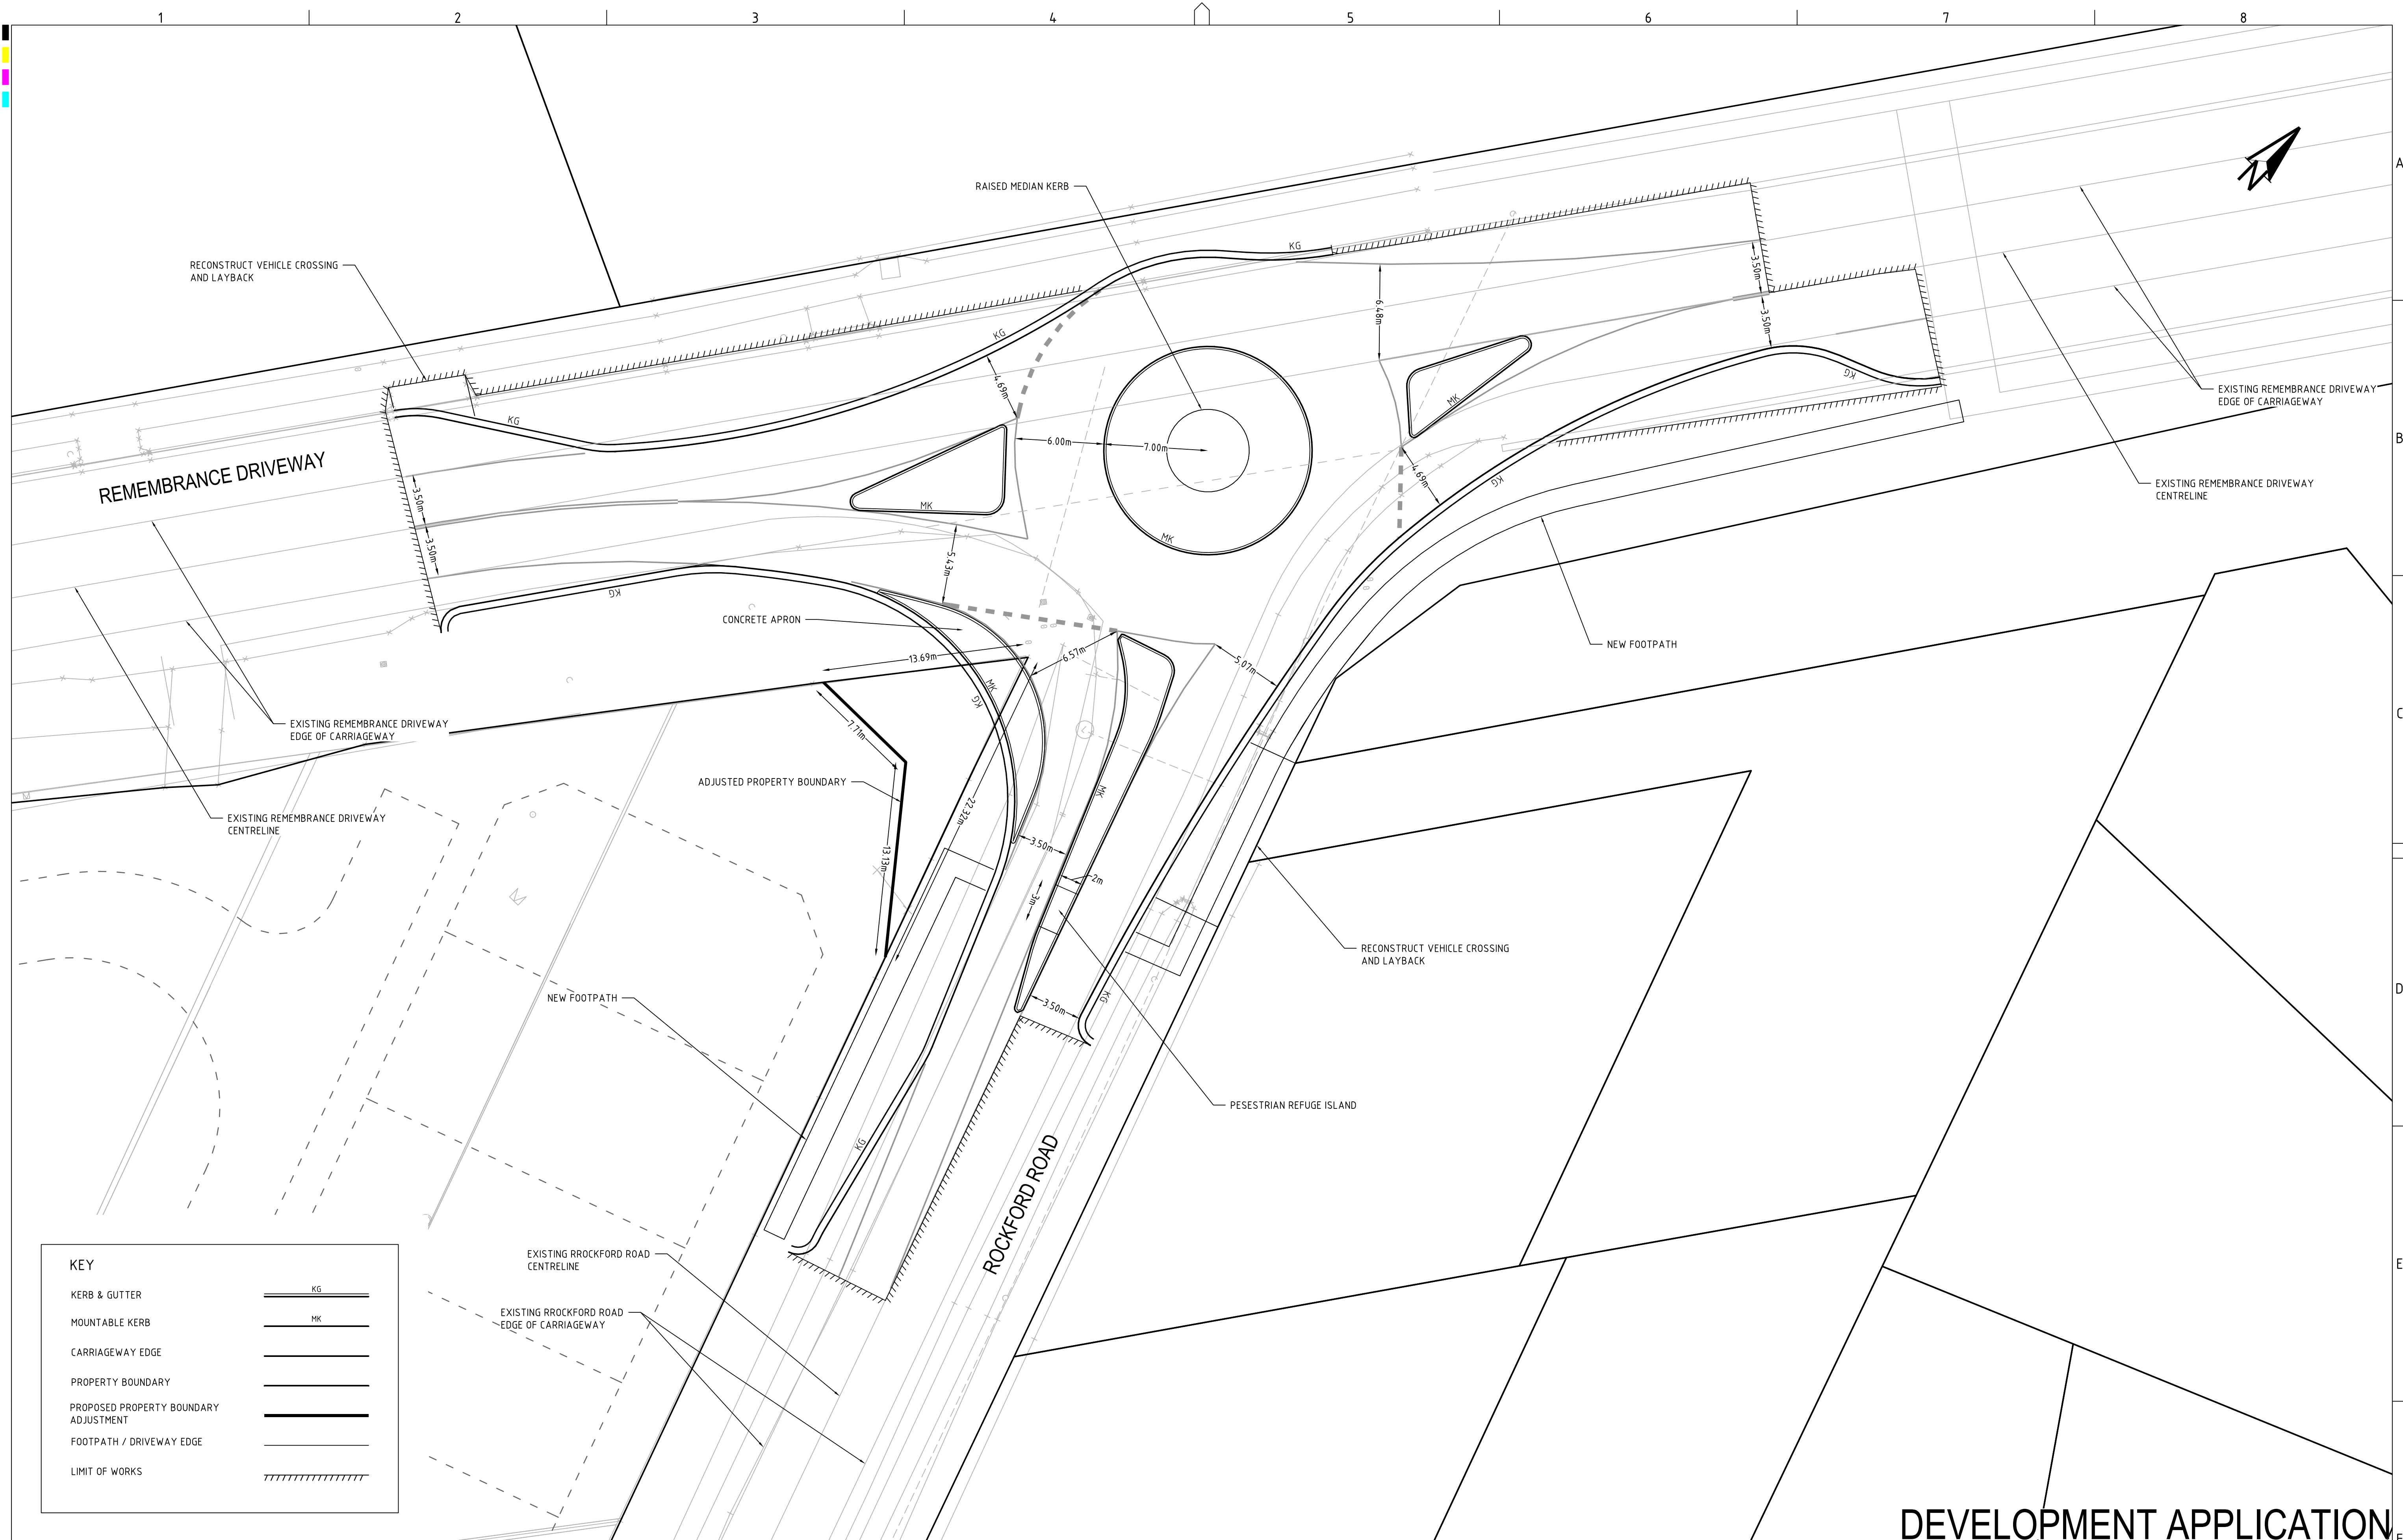 1 2 3 4 5 6 7 8
A
RAISED MEDIAN KERB
RECONSTRUCT VEHICLE CROSSING
AND LAYBACK
KG
3.50m
6.48m
3.50m
KG
4.69m
KG
EXISTING REMEMBRANCE DRIVEWAY
EDGE OF CARRIAGEWAY
MK
KG
B
6.00m
7.00m
REMEMBRANCE DRIVEWAY
4.69m
KG
EXISTING REMEMBRANCE DRIVEWAY
CENTRELINE
3.50m
MK
MK
3.50m
5.43m
KG
CONCRETE APRON
NEW FOOTPATH
13.69m
6.57m
5.07m
MK
KG
C
EXISTING REMEMBRANCE DRIVEWAY
EDGE OF CARRIAGEWAY
7.71m
ADJUSTED PROPERTY BOUNDARY
MK
M
22.32m
EXISTING REMEMBRANCE DRIVEWAY
CENTRELINE
3.50m
13.13m
2m
3m
RECONSTRUCT VEHICLE CROSSING
AND LAYBACK
D
NEW FOOTPATH
KG
3.50m
PESESTRIAN REFUGE ISLAND
KG
ROCKFORD ROAD
EXISTING RROCKFORD ROAD
CENTRELINE
E
EXISTING RROCKFORD ROAD
EDGE OF CARRIAGEWAY
KEY
KERB & GUTTER KG
MOUNTABLE KERB MK
CARRIAGEWAY EDGE
PROPERTY BOUNDARY
PROPOSED PROPERTY BOUNDARY
ADJUSTMENT
FOOTPATH / DRIVEWAY EDGE
LIMIT OF WORKS
DEVELOPMENT APPLICATION